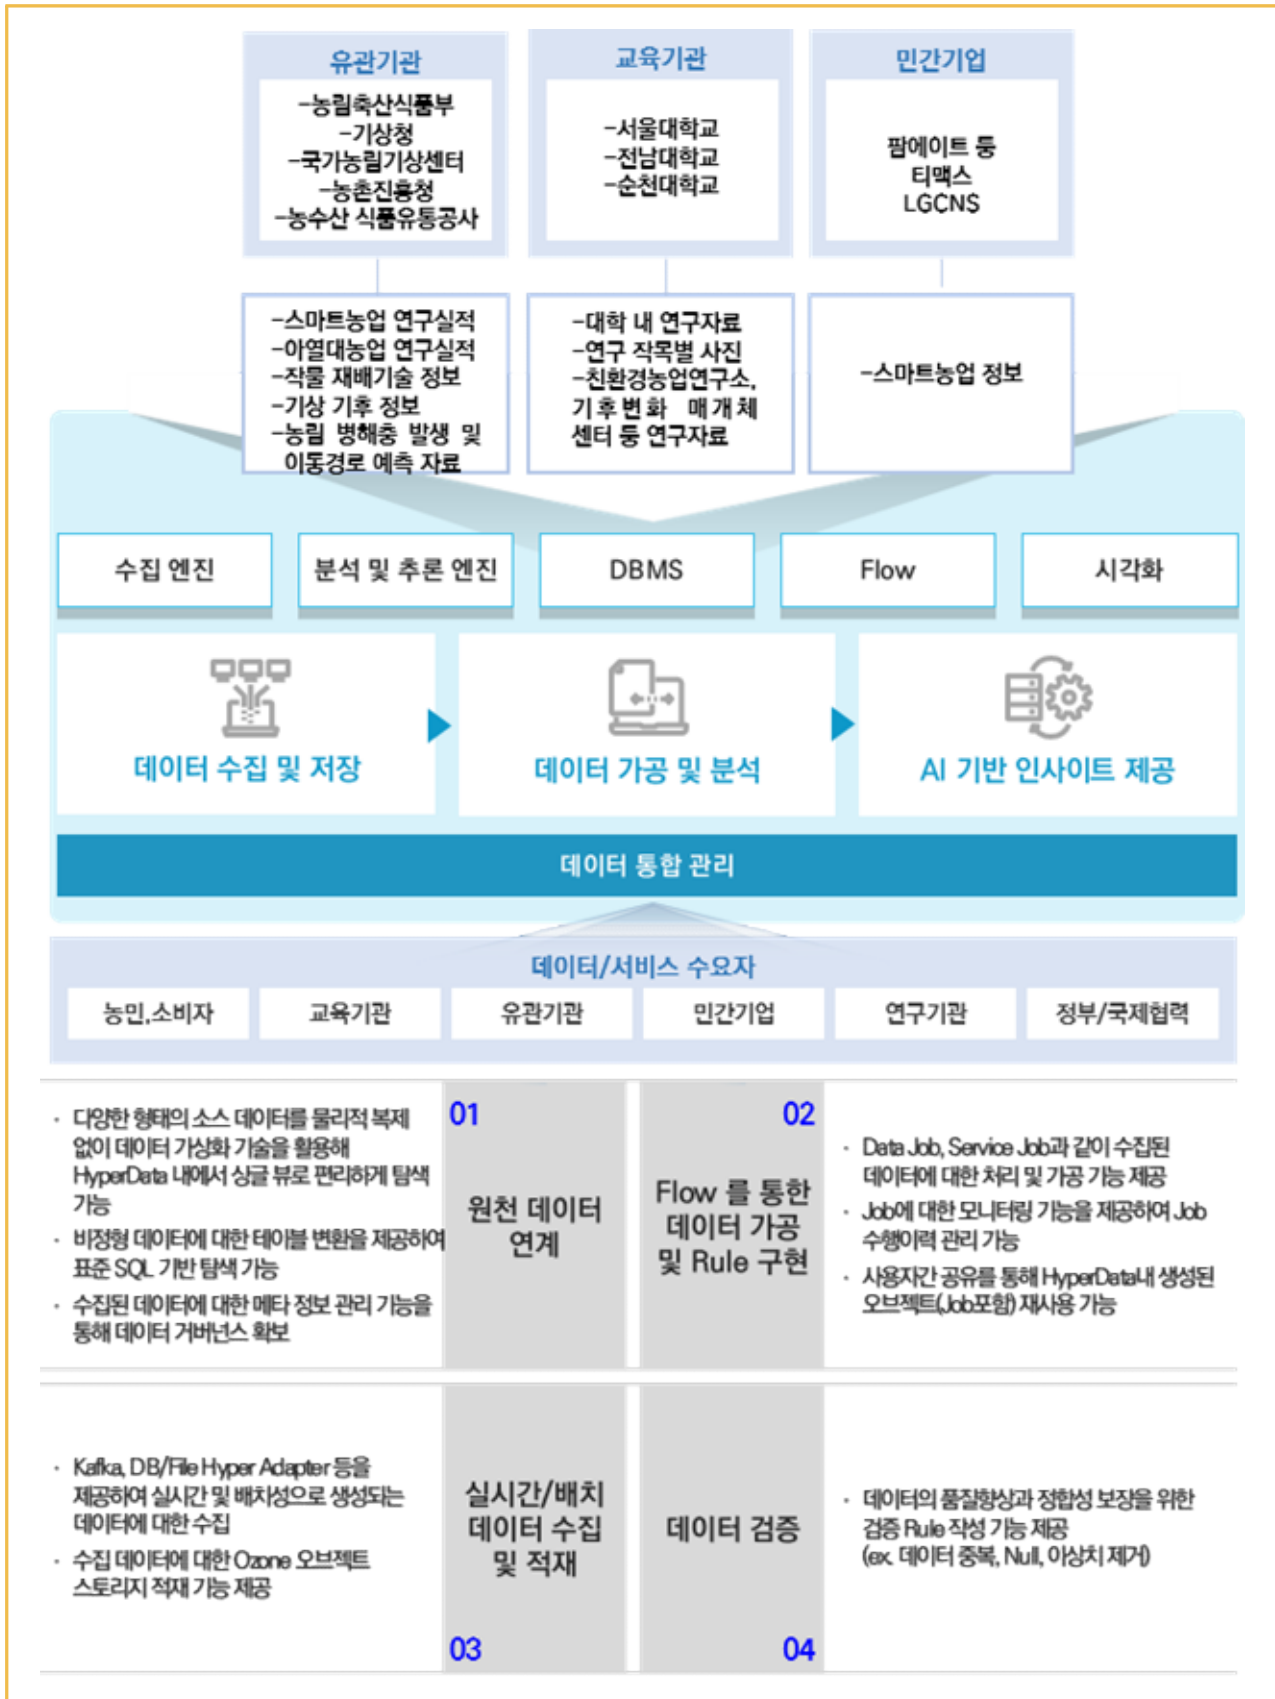 유관기관
-농림축산식품부
-기상청
-국가농림기상센터
-농촌진흥청
-농수산 식품유통공사
교육기관
-서울대학교
-전남대학교
-순천대학교
민간기업
팜에이트 둥
티맥스
LGCNS
-스마트농업 연구실적
-아열대농업 연구실적
-작물 재배기술 정보
-기상 기후 정보
-농림 병해충 발생 및
이동경로 예측 자료
-대학 내 연구자료
-연구 작목별 사진
-친환경농업연구소,
기후변화 매개체
센터 둥 연구자료
-스마트농업 정보
수집 엔진
분석 및 추론 엔진
DBMS
Flow
시각화
데이터 수집 및 저장
데이터 가공 및 분석
AI 기반 인사이트 제공
데이터 통합 관리
데이터/서비스 수요자
농민,소비자
교육기관
유관기관
민간기업
연구기관
정부/국제협력
· 다양한 형태의 소스 데이터를 물리적 복제
없이 데이터 가상화 기술을 활용해
HyperData 내에서 싱글 뷰로 편리하게 탐색
가능
· 비정형 데이터에 대한 테이블 변환을 제공하여
표준 SQL 기반 탐색 가능
· 수집된 데이터에 대한 메타 정보 관리 기능을
통해 데이터 거버넌스 확보
01
원천 데이터
연계
02
Flow 를 통한
데이터 가공
및 Rule 구현
· Data Job, Service Job과 같이 수집된
데이터에 대한 처리 및 가공 기능 제공
· Job에 대한 모니터링 기능을 제공하여 Job
수행이력 관리 가능
· 사용자간 공유를 통해 HyperData내 생성된
오브젝트(Job포함) 재사용 가능
· Kafka, DB/File Hyper Adapter 등을
제공하여 실시간 및 배치성으로 생성되는
데이터에 대한 수집
· 수집 데이터에 대한 Ozone 오브젝트
스토리지 적재 기능 제공
실시간/배치
데이터 수집
및 적재
03
데이터 검증
04
· 데이터의 품질향상과 정합성 보장을 위한
검증 Rule 작성 기능 제공
(ex. 데이터 중복, Null, 이상치 제거)